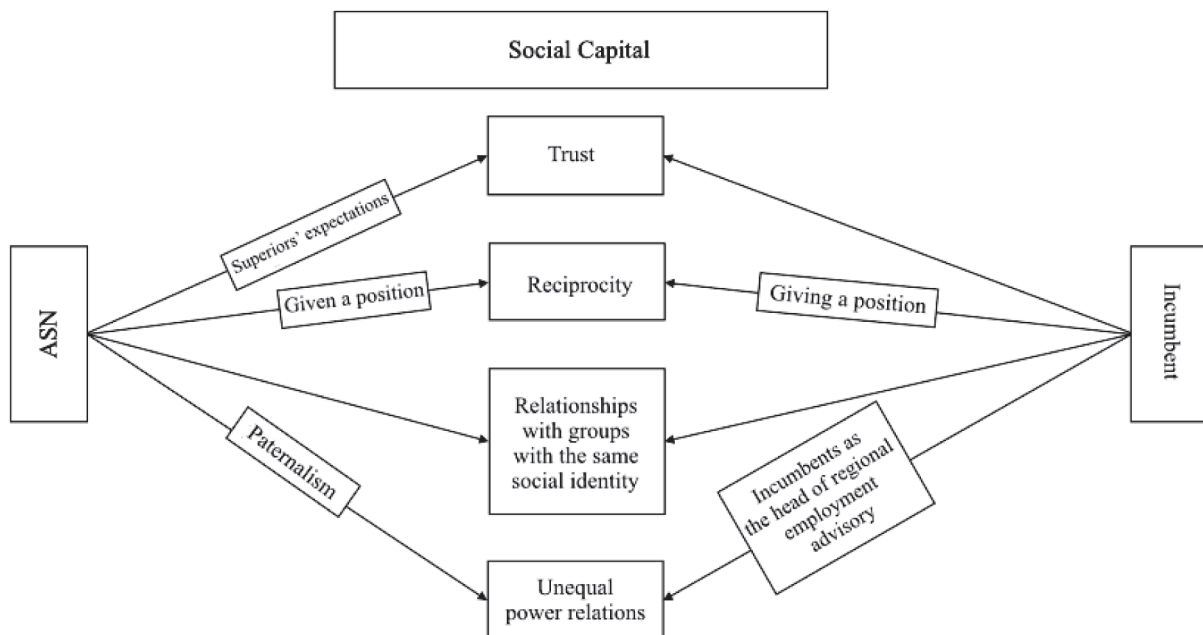 Social Capital
Trust
Superiors' expectations
Reciprocity
Given a position
Giving a position
ASN
Incumbent
Relationships
with groups
with the same
social identity
Paternalism
Incumbents as
the head of regional
employment
advisory
Unequal
power relations